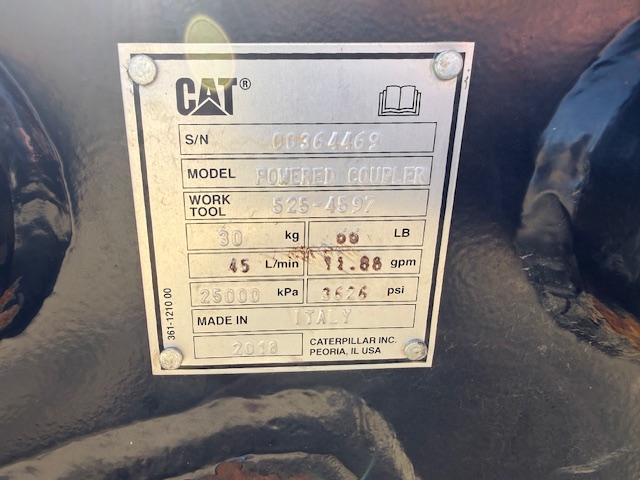 CAT®
S/N 00364469
MODEL POWERED COUPLER
WORK TOOL 525-4597
30 kg 66 LB
45 L/min 11.88 gpm
25000 kPa 3626 psi
MADE IN ITALY
2018 CATERPILLAR INC.
PEORIA, IL USA
361-1210 00